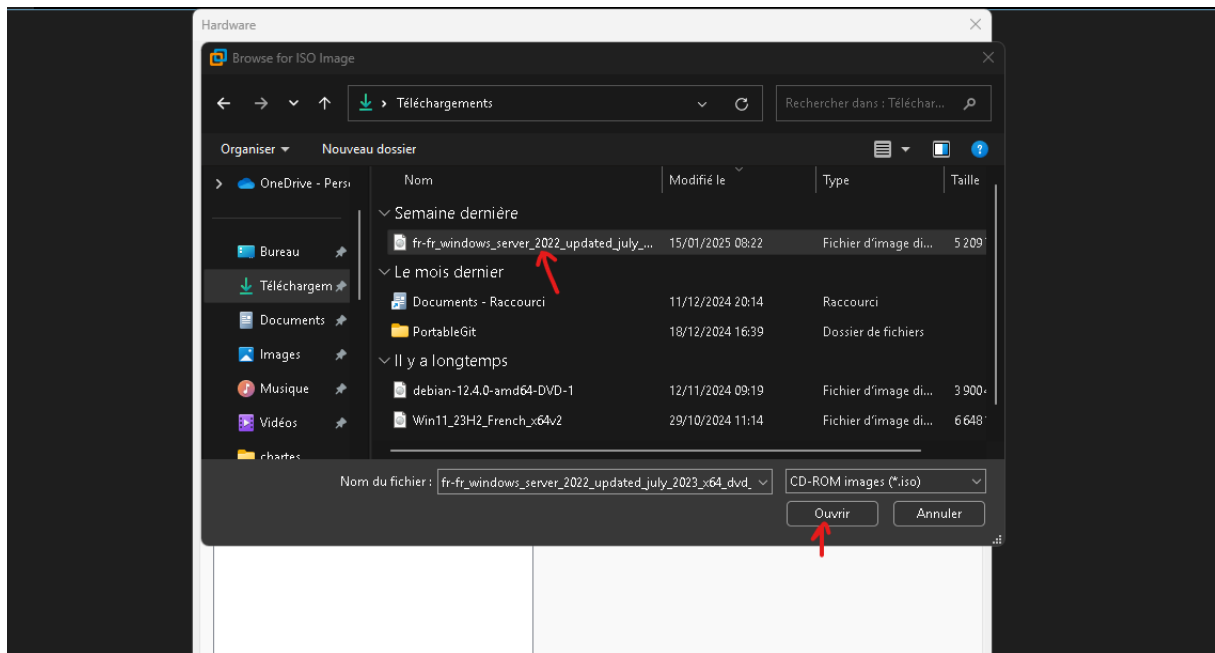 Hardware
Browse for ISO Image
Téléchargements
Rechercher dans : Téléchar...
Organiser
Nouveau dossier
OneDrive - Pers
Nom
Modifié le
Type
Taille
Semaine dernière
Bureau
fr-fr_windows_server_2022_updated_july_...
15/01/2025 08:22
Fichier d'image di...
5 209
Le mois dernier
Téléchargem
Documents - Raccourci
11/12/2024 20:14
Raccourci
Documents
PortableGit
18/12/2024 16:39
Dossier de fichiers
Images
Il y a longtemps
Musique
debian-12.4.0-amd64-DVD-1
12/11/2024 09:19
Fichier d'image di...
3 900
Vidéos
Win11_23H2_French_x64v2
29/10/2024 11:14
Fichier d'image di...
6 648
chartes
Nom du fichier : fr-fr_windows_server_2022_updated_july_2023_x64_dvd_
CD-ROM images (*.iso)
Ouvrir
Annuler